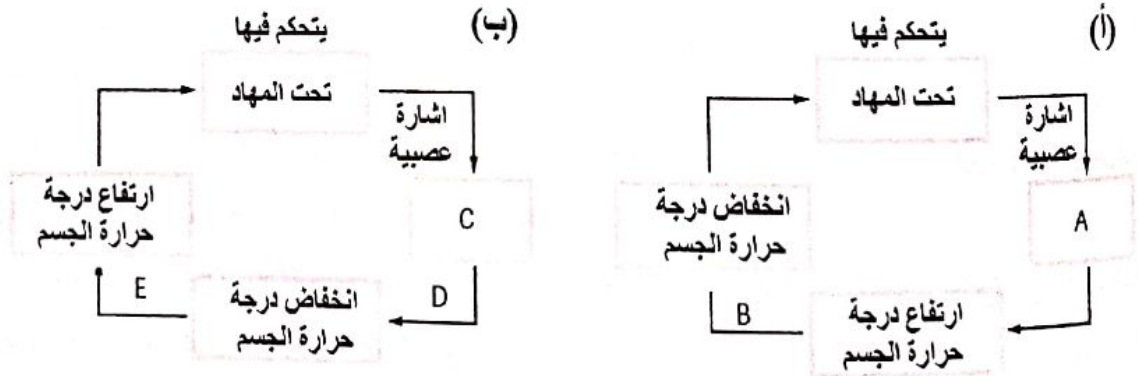 (أ)
يتحكم فيها
تحت المهاد
اشارة
عصبية
A
انخفاض درجة
حرارة الجسم
B
ارتفاع درجة
حرارة الجسم
(ب)
يتحكم فيها
تحت المهاد
اشارة
عصبية
C
ارتفاع درجة
حرارة الجسم
D
E
انخفاض درجة
حرارة الجسم